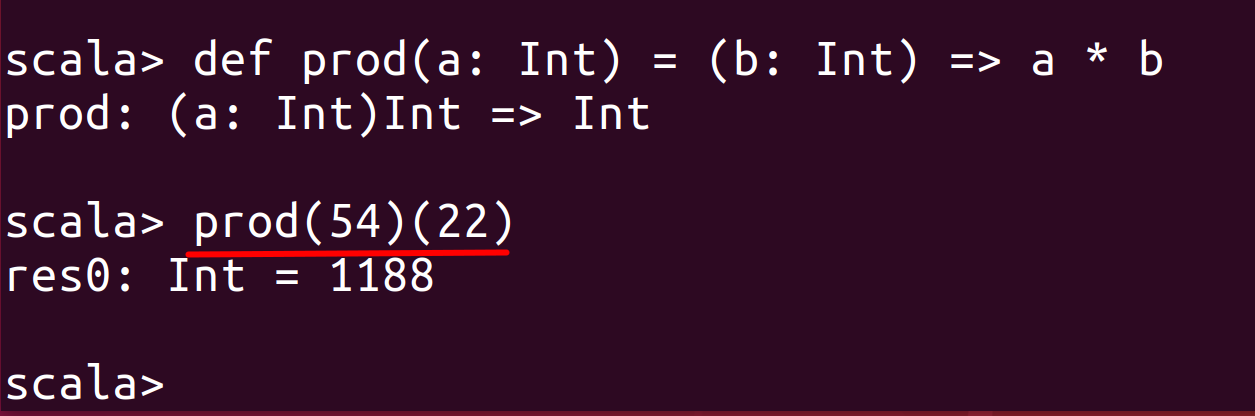 scala> def prod(a: Int) = (b: Int) => a * b
prod: (a: Int)Int => Int
scala> prod(54)(22)
res0: Int = 1188
scala>